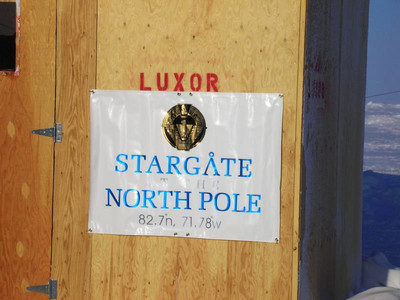 LUXOR
STARGÅTE
T H E
NORTH POLE
82.7n, 71.78w